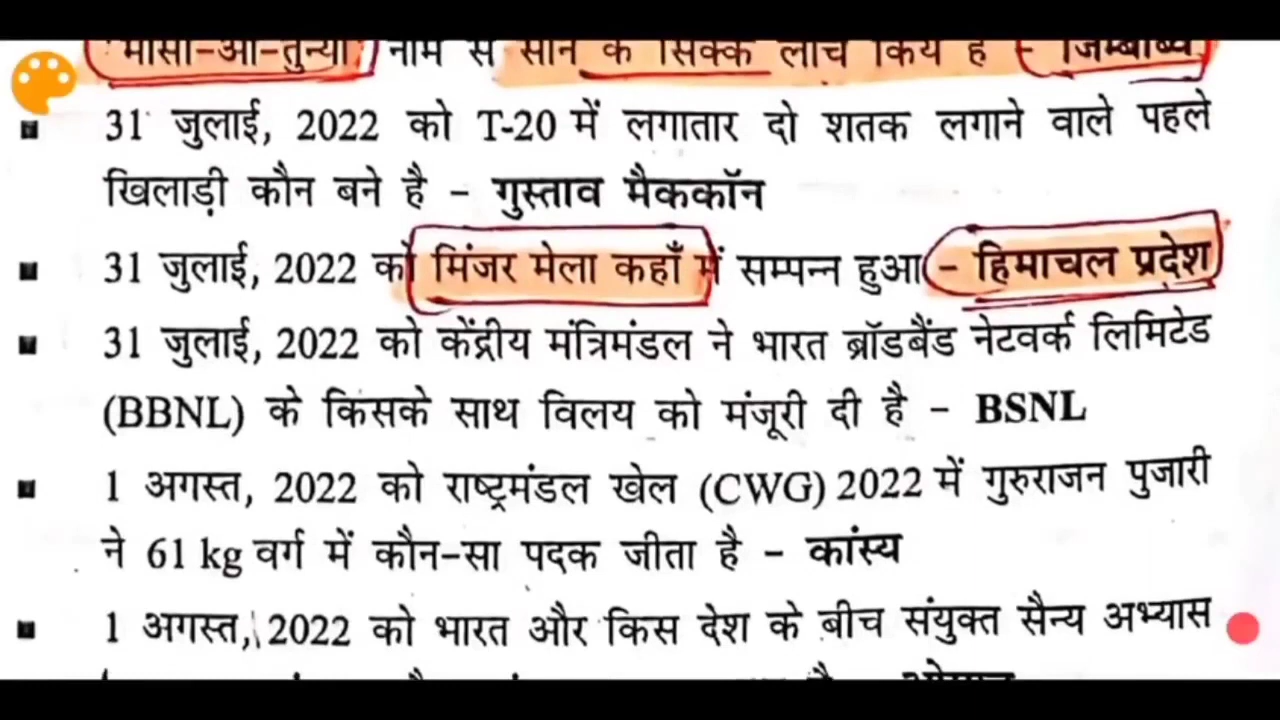 'मोसी-ओ-तुन्या' नाम से सोने के सिक्के लॉच किये है - जिम्बाब्वे
31 जुलाई, 2022 को T-20 में लगातार दो शतक लगाने वाले पहले
खिलाड़ी कौन बने है - गुस्ताव मैककॉन
31 जुलाई, 2022 को मिंजर मेला कहाँ में सम्पन्न हुआ - हिमाचल प्रदेश
31 जुलाई, 2022 को केंद्रीय मंत्रिमंडल ने भारत ब्रॉडबैंड नेटवर्क लिमिटेड
(BBNL) के किसके साथ विलय को मंजूरी दी है - BSNL
1 अगस्त, 2022 को राष्ट्रमंडल खेल (CWG) 2022 में गुरुराजन पुजारी
ने 61 kg वर्ग में कौन-सा पदक जीता है - कांस्य
1 अगस्त, 2022 को भारत और किस देश के बीच संयुक्त सैन्य अभ्यास